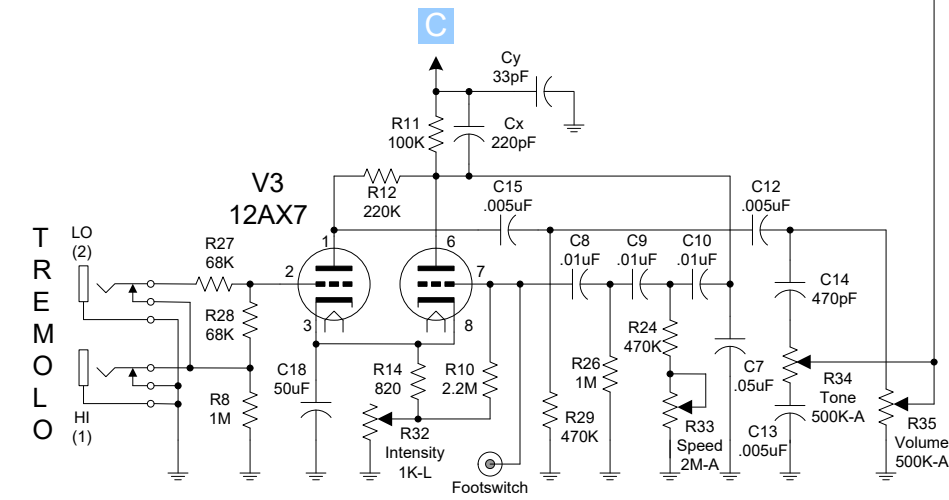 C
Cy
33pF
R11
100K
Cx
220pF
V3
12AX7
R12
220K
C15
.005uF
C12
.005uF
TREMOLO
LO
(2)
R27
68K
1
6
C8
.01uF
C9
.01uF
C10
.01uF
2
7
C14
470pF
R28
68K
3
8
R24
470K
HI
(1)
R8
1M
C18
50uF
R14
820
R10
2.2M
R26
1M
C7
.05uF
R34
Tone
500K-A
R32
Intensity
1K-L
R29
470K
R33
Speed
2M-A
C13
.005uF
R35
Volume
500K-A
Footswitch